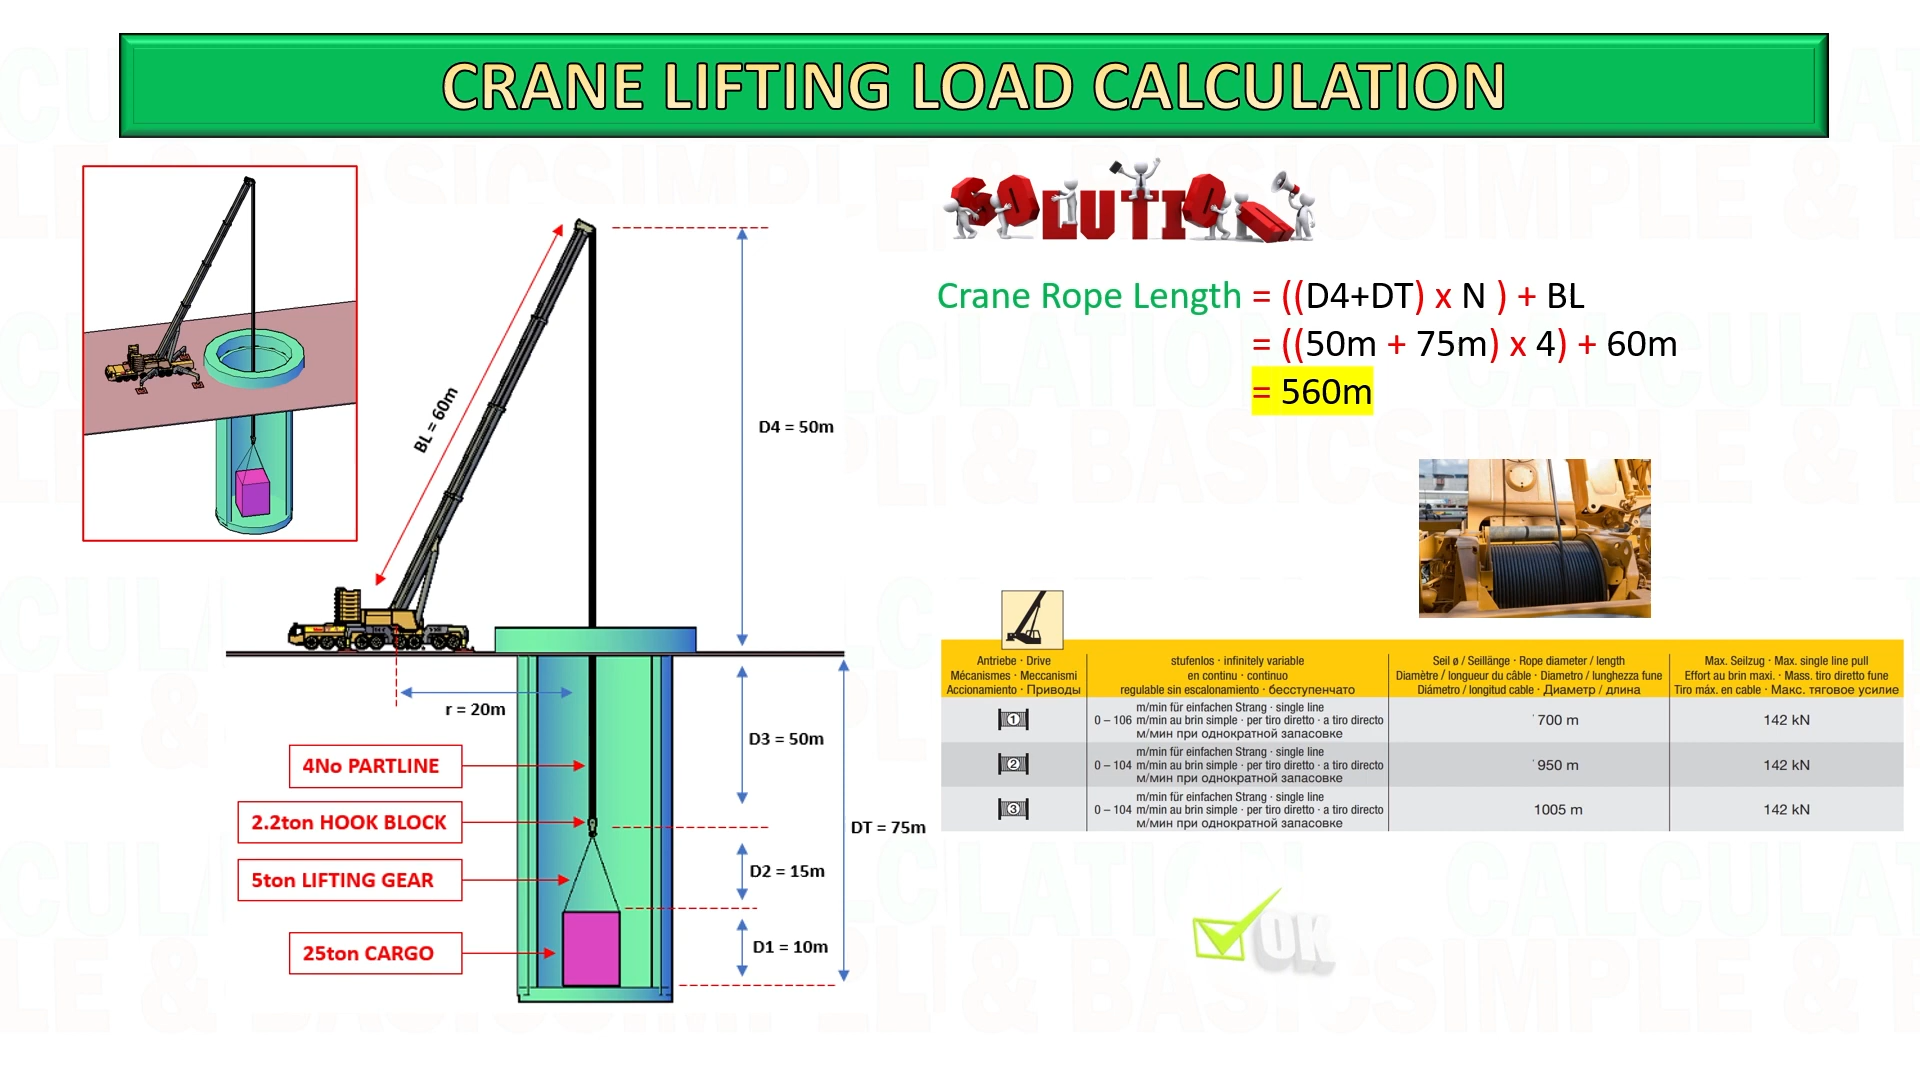 CRANE LIFTING LOAD CALCULATION
SOLUTION
Crane Rope Length = ((D4+DT) x N ) + BL
= ((50m + 75m) x 4) + 60m
= 560m
BL = 60m
D4 = 50m
r = 20m
D3 = 50m
4No PARTLINE
2.2ton HOOK BLOCK
DT = 75m
5ton LIFTING GEAR
D2 = 15m
25ton CARGO
D1 = 10m
Antriebe · Drive
Mécanismes · Meccanismi
Accionamiento · Приводы
stufenlos · infinitely variable
en continu · continuo
regulable sin escalonamiento · бесступенчато
Seil ø / Seillänge · Rope diameter / length
Diamètre / longueur du câble · Diametro / lunghezza fune
Diámetro / longitud cable · Диаметр / длина
Max. Seilzug · Max. single line pull
Effort au brin maxi. · Mass. tiro diretto fune
Tiro máx. en cable · Макс. тяговое усилие
1
m/min für einfachen Strang · single line
0 – 106 m/min au brin simple · per tiro diretto · a tiro directo
м/мин при однократной запасовке
700 m
142 kN
2
m/min für einfachen Strang · single line
0 – 104 m/min au brin simple · per tiro diretto · a tiro directo
м/мин при однократной запасовке
950 m
142 kN
3
m/min für einfachen Strang · single line
0 – 104 m/min au brin simple · per tiro diretto · a tiro directo
м/мин при однократной запасовке
1005 m
142 kN
OK